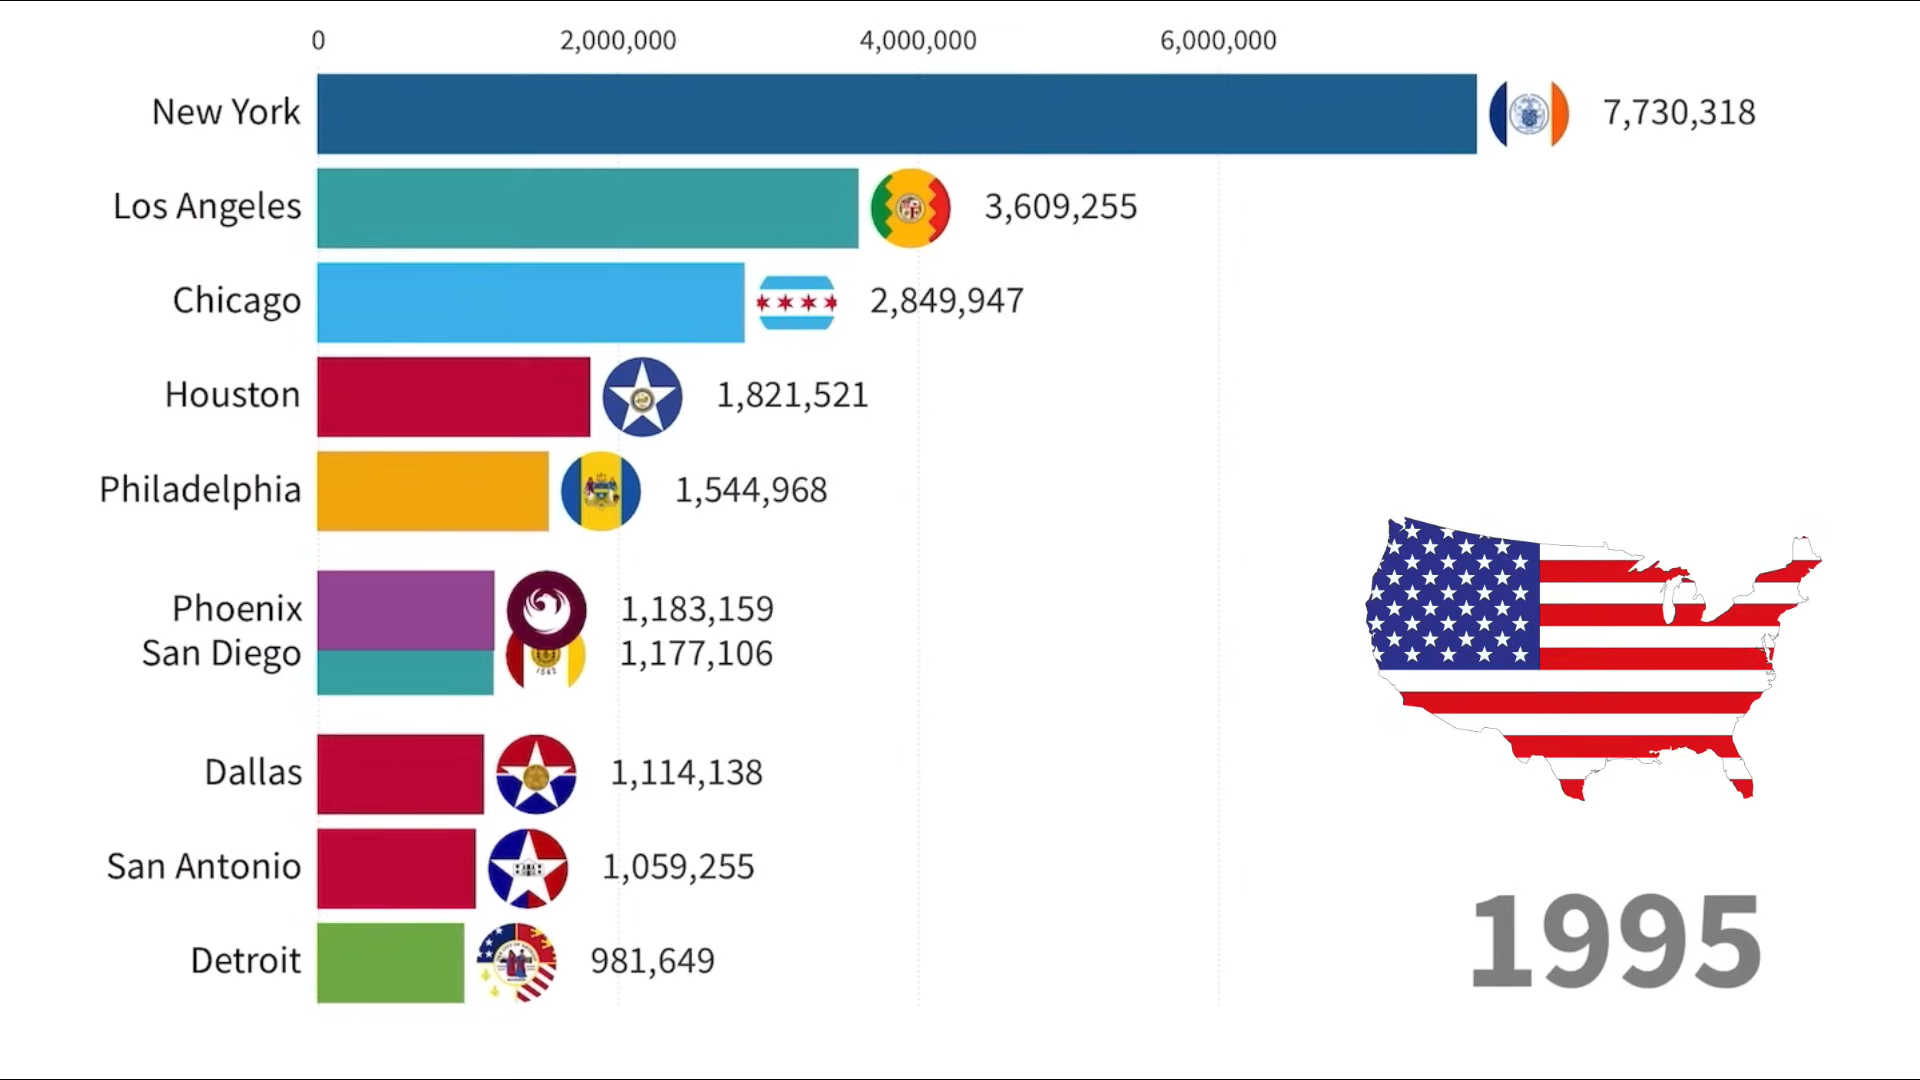 0 2,000,000 4,000,000 6,000,000
New York 7,730,318
Los Angeles 3,609,255
Chicago 2,849,947
Houston 1,821,521
Philadelphia 1,544,968
Phoenix 1,183,159
San Diego 1,177,106
Dallas 1,114,138
San Antonio 1,059,255
Detroit 981,649
1995